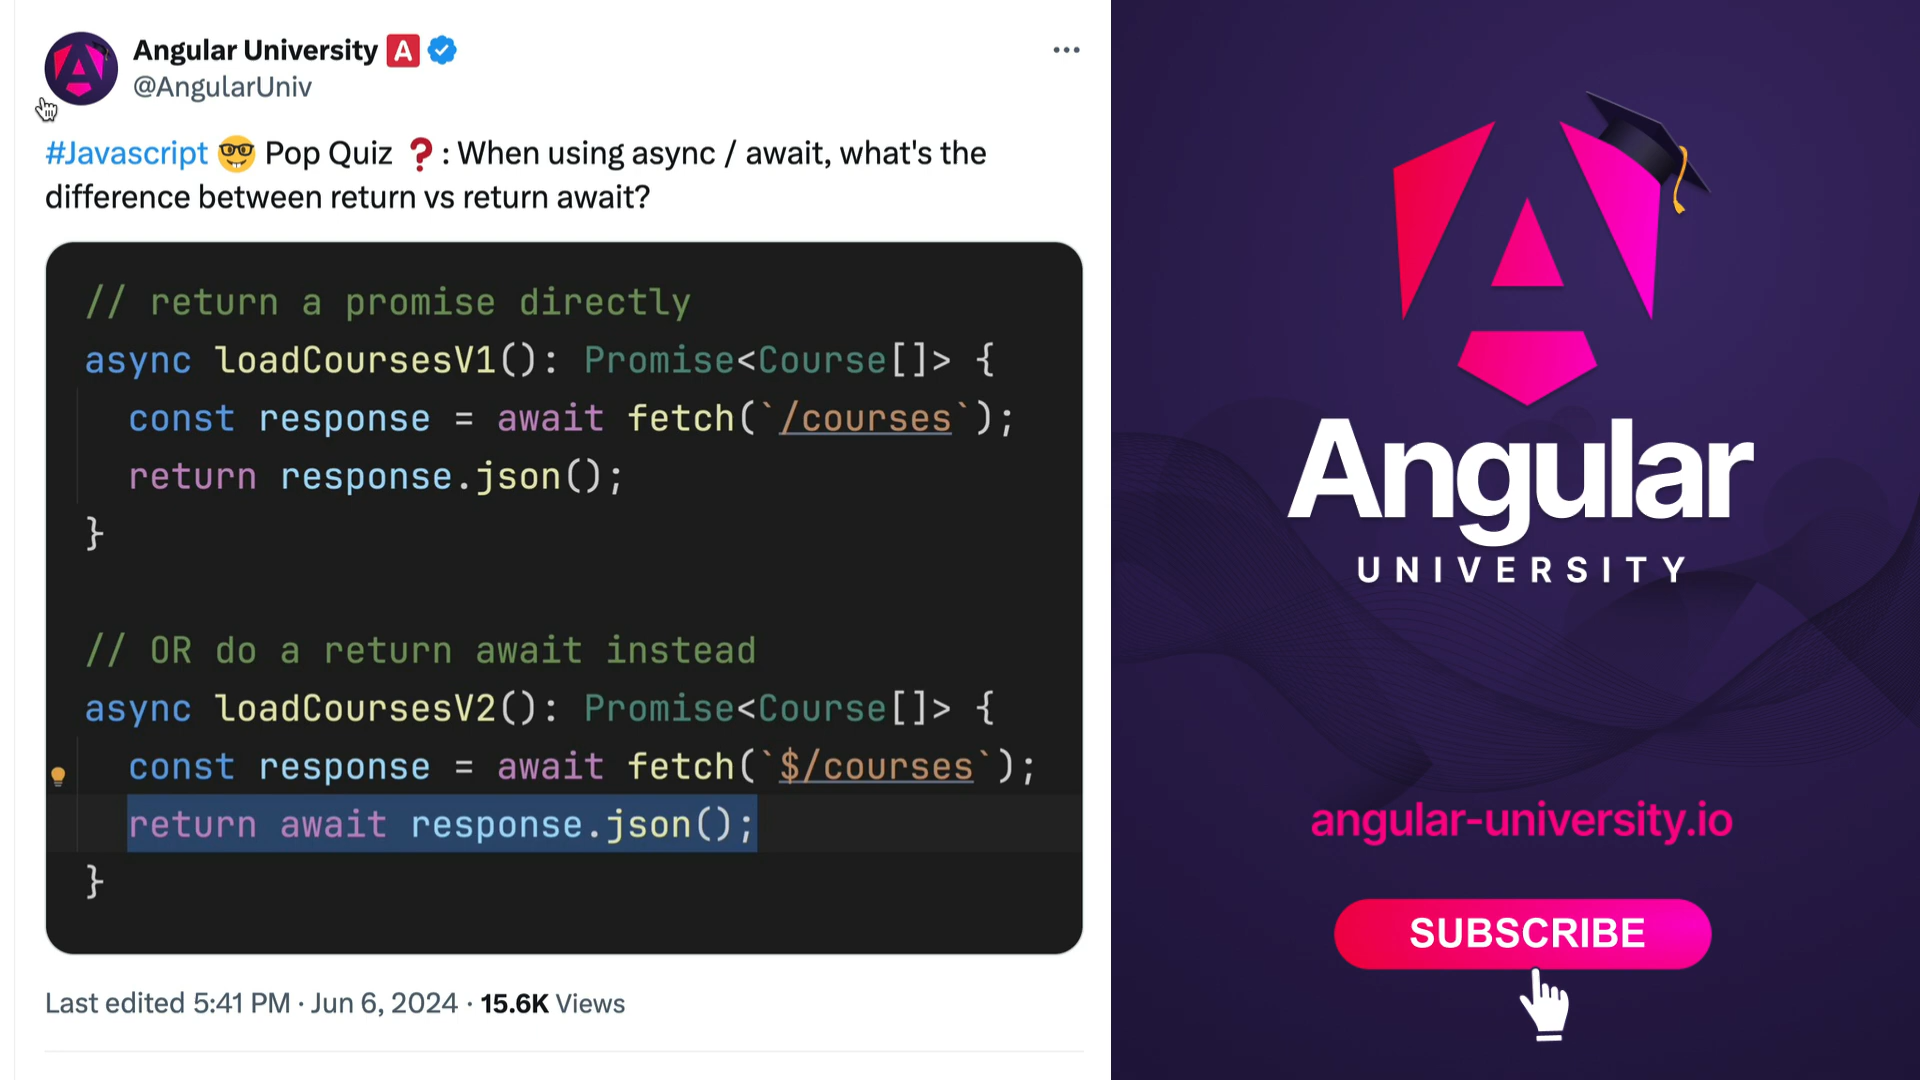 Angular University 🅰️
@AngularUniv
#Javascript 🤓 Pop Quiz ❓: When using async / await, what's the
difference between return vs return await?
// return a promise directly
async loadCoursesV1(): Promise<Course[]> {
const response = await fetch(`/courses`);
return response.json();
}
// OR do a return await instead
async loadCoursesV2(): Promise<Course[]> {
const response = await fetch(`$/courses`);
return await response.json();
}
Last edited 5:41 PM · Jun 6, 2024 · 15.6K Views
Angular
UNIVERSITY
angular-university.io
SUBSCRIBE